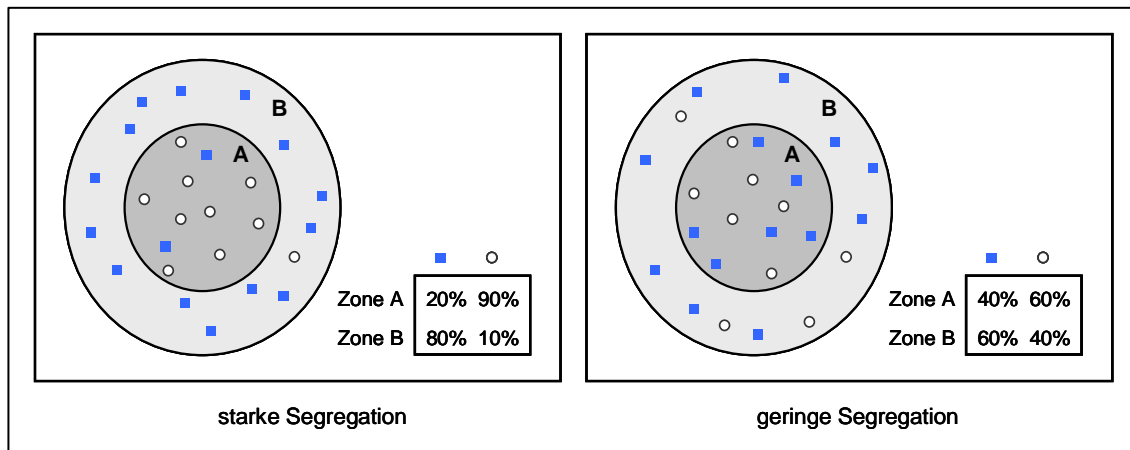 B
A
Zone A 20% 90%
Zone B 80% 10%
starke Segregation
B
A
Zone A 40% 60%
Zone B 60% 40%
geringe Segregation